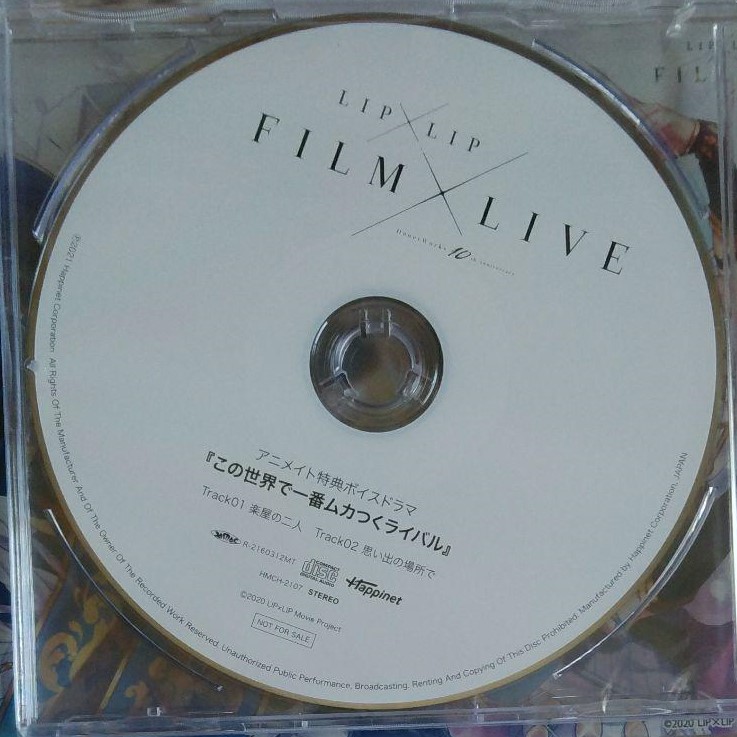 LIP×LIP
FILM×LIVE
HoneyWorks 10th anniversary
アニメイト特典ボイスドラマ
『この世界で一番ムカつくライバル』
Track01 楽屋の二人 Track02 思い出の場所で
R-2160312MT
COMPACT
disc
DIGITAL AUDIO
Happinet
HMCH-2107 STEREO
©2020 LIP×LIP Movie Project
NOT FOR SALE
℗2021 Happinet Corporation. All Rights Of The Manufacturer And Of The Owner Of The Recorded Work Reserved. Unauthorized Public Performance, Broadcasting. Renting And Copying Of This Disc Prohibited. Manufactured by Happinet Corporation, JAPAN
©2020 LIP×LIP